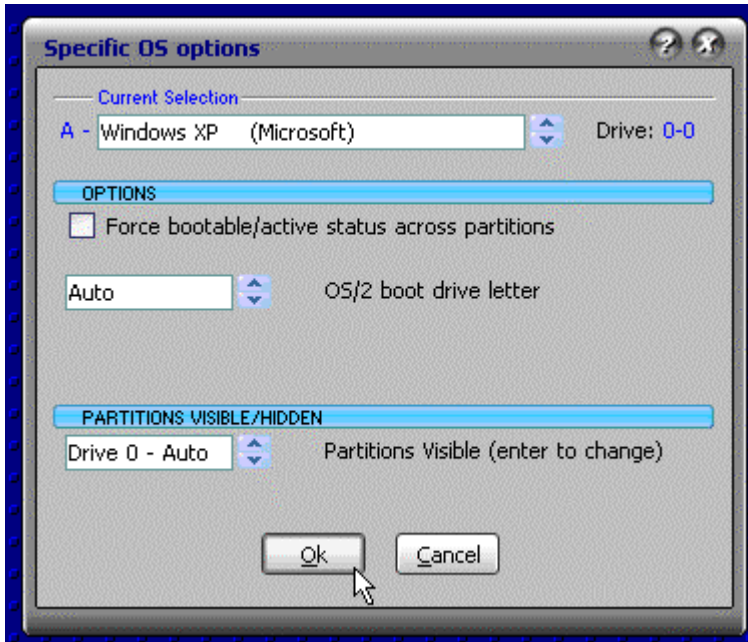 Specific OS options
Current Selection
A - Windows XP (Microsoft) Drive: 0-0
OPTIONS
Force bootable/active status across partitions
Auto OS/2 boot drive letter
PARTITIONS VISIBLE/HIDDEN
Drive 0 - Auto Partitions Visible (enter to change)
Ok Cancel